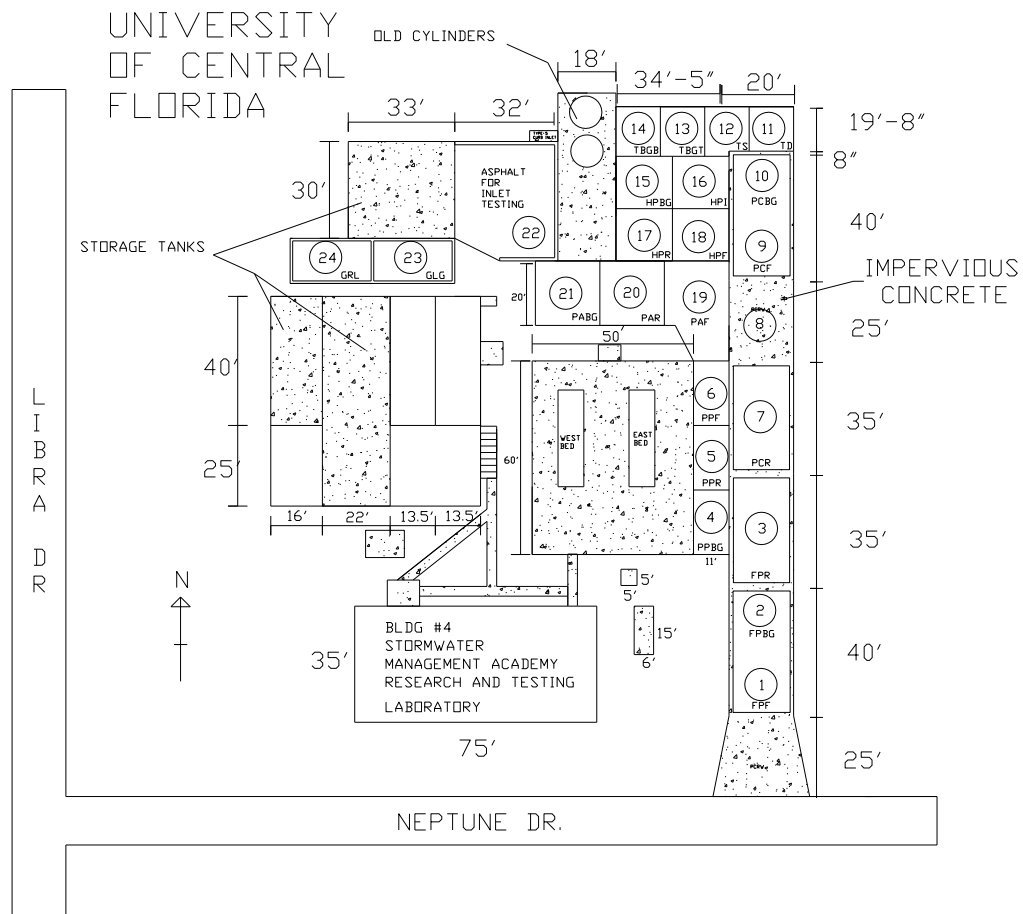 UNIVERSITY
OF CENTRAL
FLORIDA
OLD CYLINDERS
18'
34'-5"
20'
33'
32'
19'-8"
8"
14
TBGB
13
TBGT
12
TS
11
TD
TYPE-S
CURB INLET
30'
ASPHALT
FOR
INLET
TESTING
22
15
HPBG
16
HPI
10
PCBG
17
HPR
18
HPF
9
PCF
40'
STORAGE TANKS
24
GRL
23
GLG
IMPERVIOUS
CONCRETE
20'
21
PABG
20
PAR
19
PAF
8
25'
50'
40'
25'
60'
WEST
BED
EAST
BED
6
PPF
5
PPR
4
PPBG
11'
7
PCR
35'
16'
22'
13.5'
13.5'
3
FPR
35'
LIBRA DR
N
5'
5'
15'
6'
2
FPBG
1
FPF
40'
BLDG #4
STORMWATER
MANAGEMENT ACADEMY
RESEARCH AND TESTING
LABORATORY
35'
75'
25'
NEPTUNE DR.